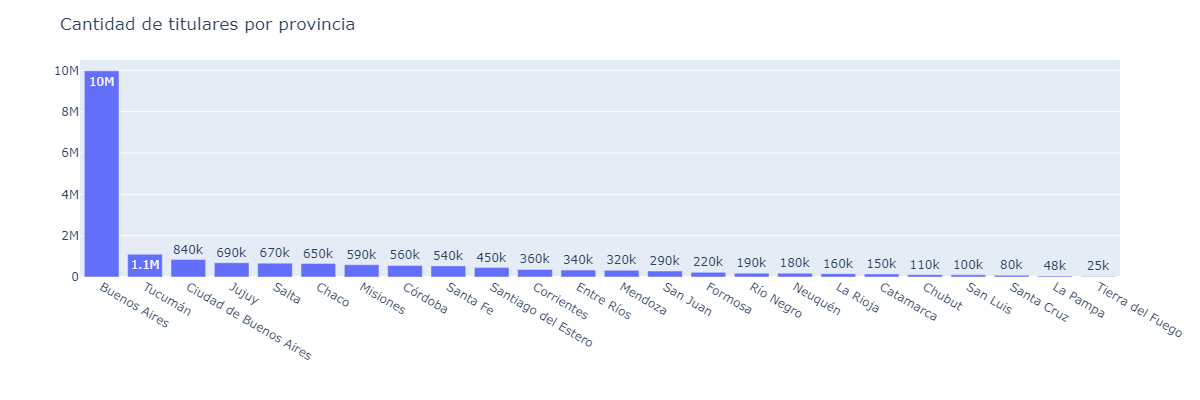 Cantidad de titulares por provincia
10M
8M
6M
4M
2M
0
10M
1.1M
840k
690k
670k
650k
590k
560k
540k
450k
360k
340k
320k
290k
220k
190k
180k
160k
150k
110k
100k
80k
48k
25k
Buenos Aires
Tucumán
Ciudad de Buenos Aires
Jujuy
Salta
Chaco
Misiones
Córdoba
Santa Fe
Santiago del Estero
Corrientes
Entre Ríos
Mendoza
San Juan
Formosa
Río Negro
Neuquén
La Rioja
Catamarca
Chubut
San Luis
Santa Cruz
La Pampa
Tierra del Fuego